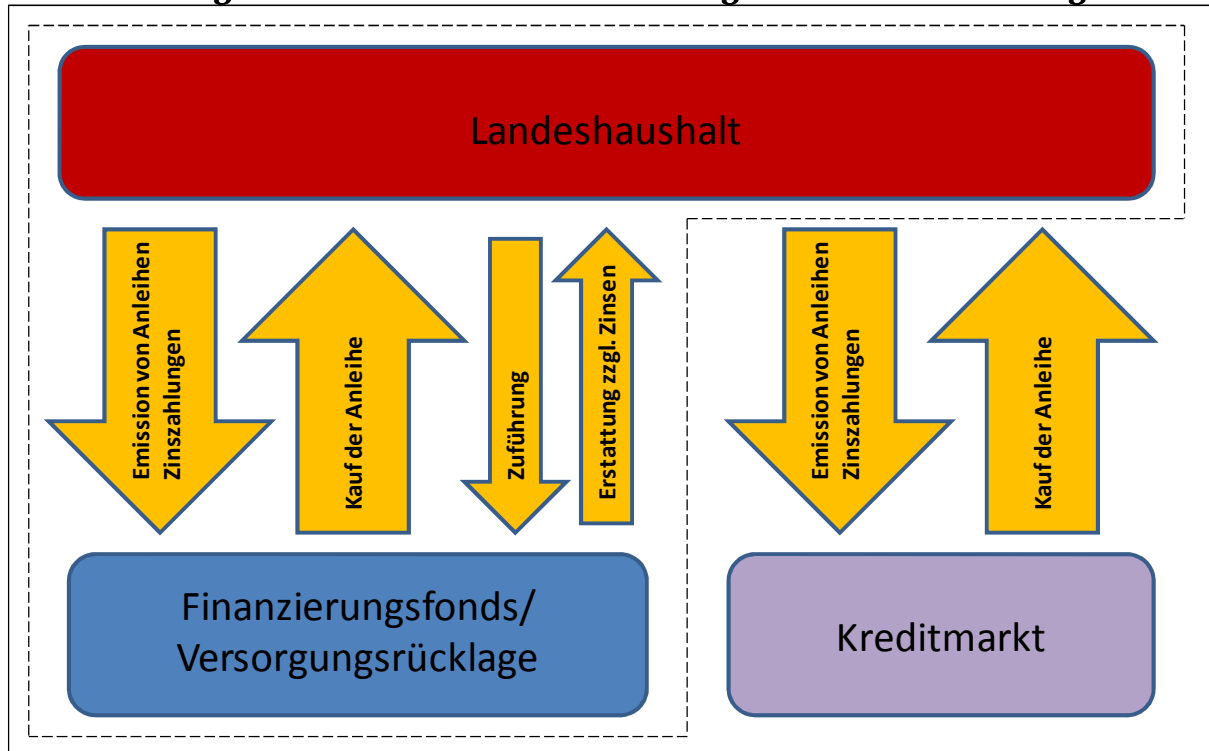 Landeshaushalt
Emission von Anleihen
Zinszahlungen
Kauf der Anleihe
Zuführung
Erstattung zzgl. Zinsen
Emission von Anleihen
Zinszahlungen
Kauf der Anleihe
Finanzierungsfonds/
Versorgungsrücklage
Kreditmarkt